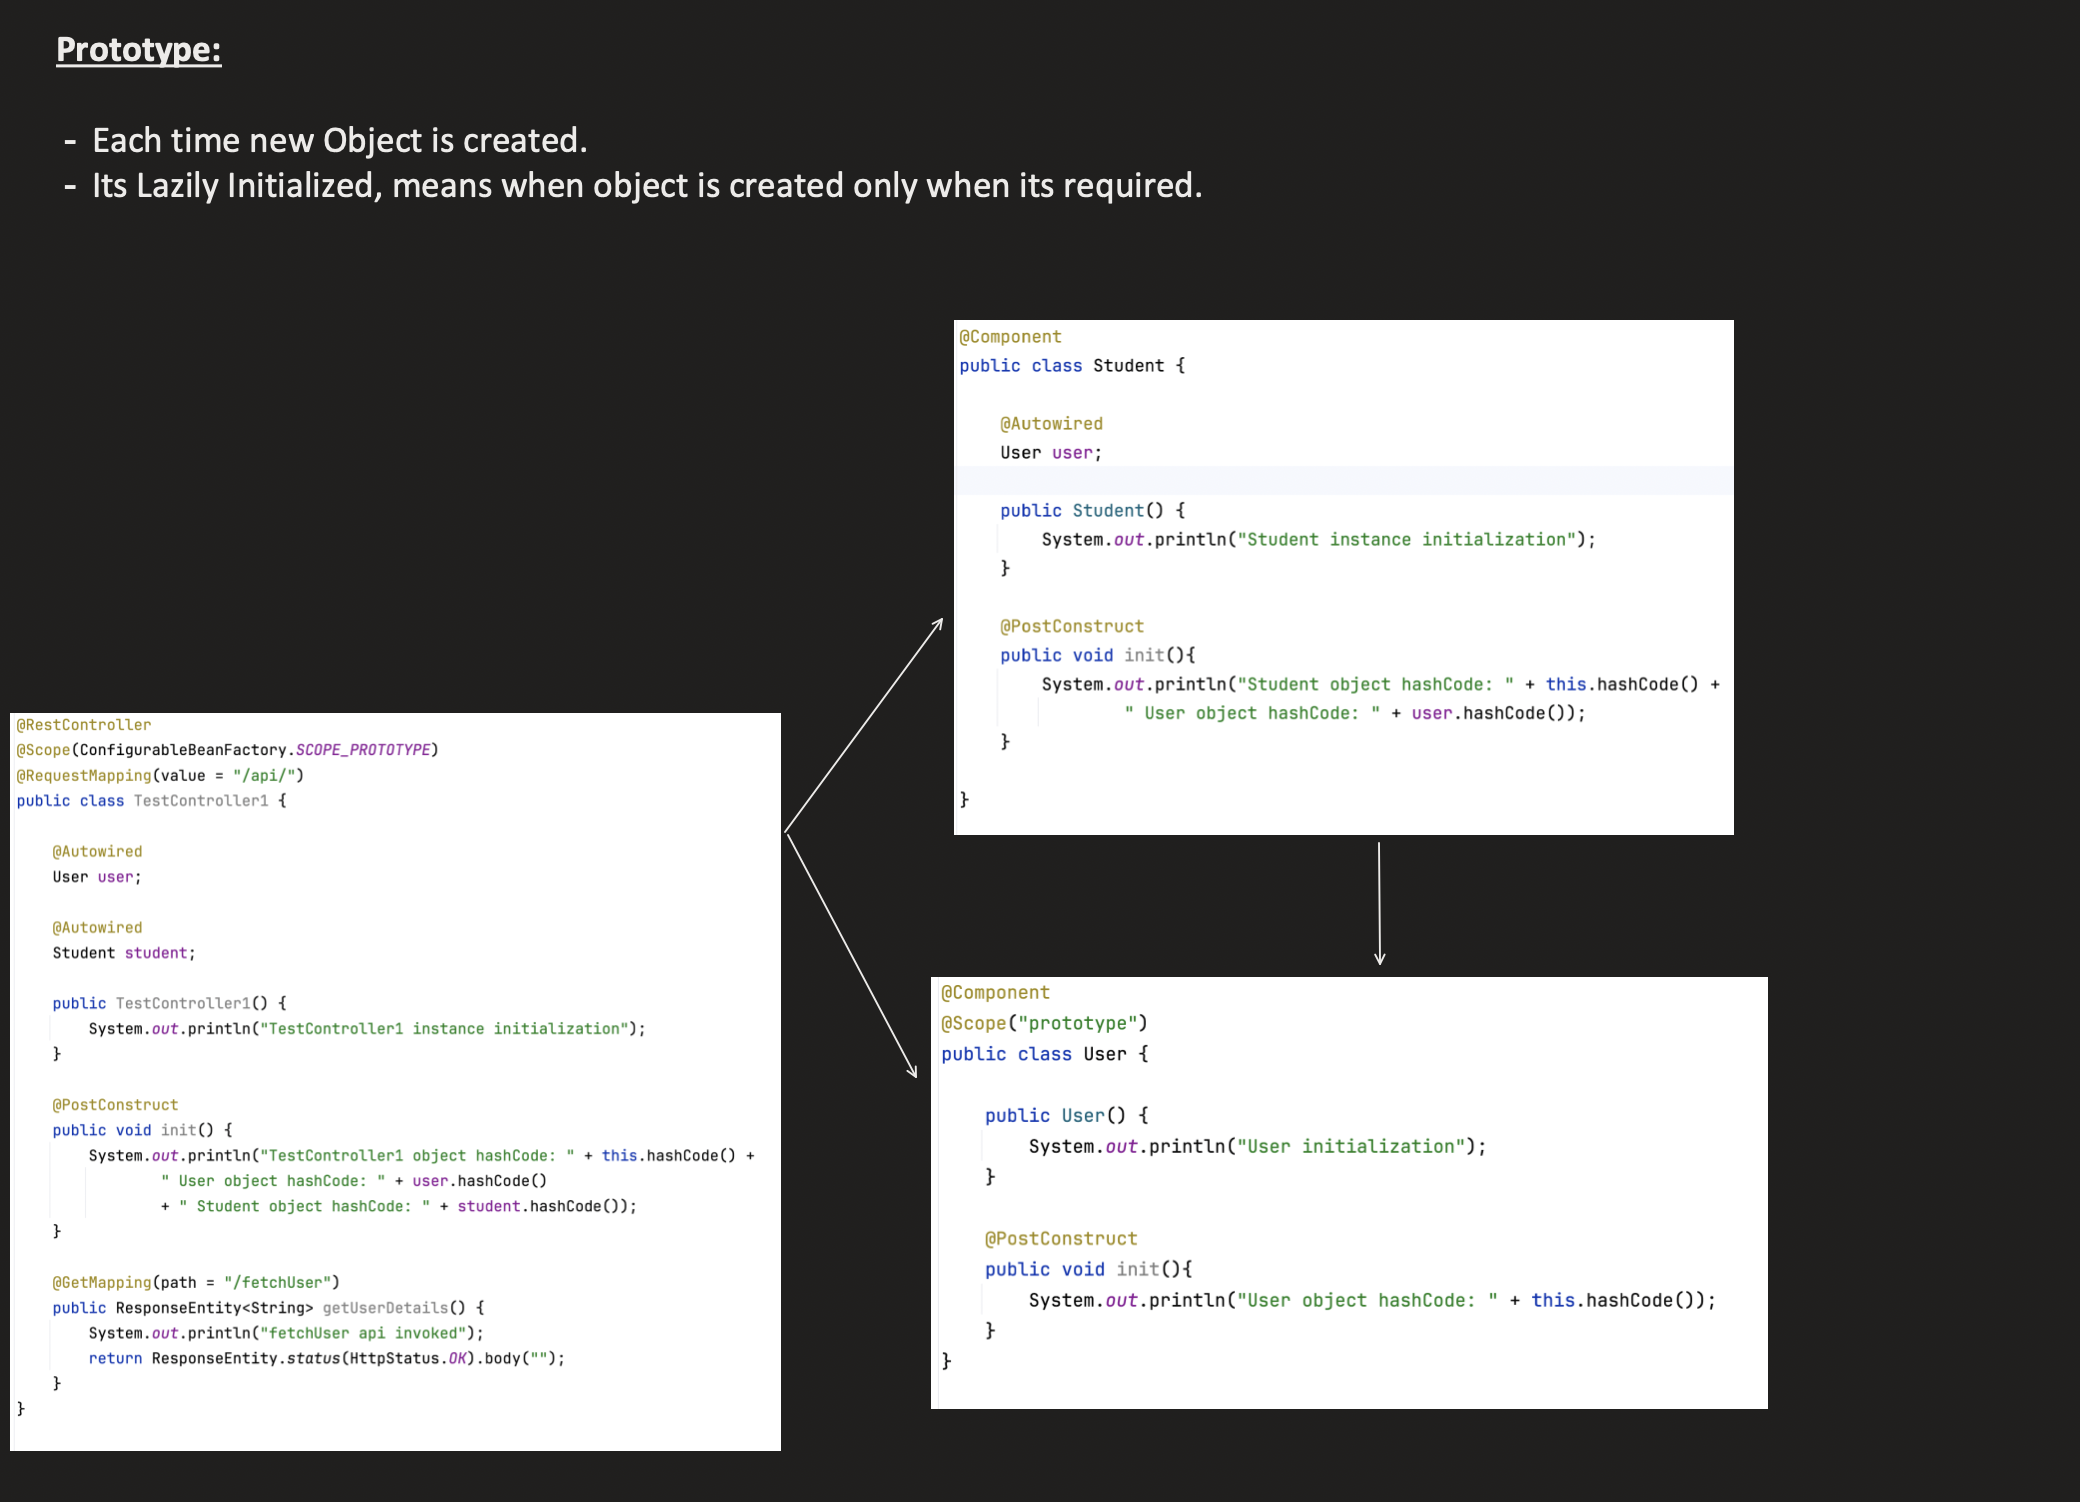 Prototype:
- Each time new Object is created.
- Its Lazily Initialized, means when object is created only when its required.
@RestController
@Scope(ConfigurableBeanFactory.SCOPE_PROTOTYPE)
@RequestMapping(value = "/api/")
public class TestController1 {
@Autowired
User user;
@Autowired
Student student;
public TestController1() {
System.out.println("TestController1 instance initialization");
}
@PostConstruct
public void init() {
System.out.println("TestController1 object hashCode: " + this.hashCode() +
" User object hashCode: " + user.hashCode()
+ " Student object hashCode: " + student.hashCode());
}
@GetMapping(path = "/fetchUser")
public ResponseEntity<String> getUserDetails() {
System.out.println("fetchUser api invoked");
return ResponseEntity.status(HttpStatus.OK).body("");
}
}
@Component
public class Student {
@Autowired
User user;
public Student() {
System.out.println("Student instance initialization");
}
@PostConstruct
public void init(){
System.out.println("Student object hashCode: " + this.hashCode() +
" User object hashCode: " + user.hashCode());
}
}
@Component
@Scope("prototype")
public class User {
public User() {
System.out.println("User initialization");
}
@PostConstruct
public void init(){
System.out.println("User object hashCode: " + this.hashCode());
}
}